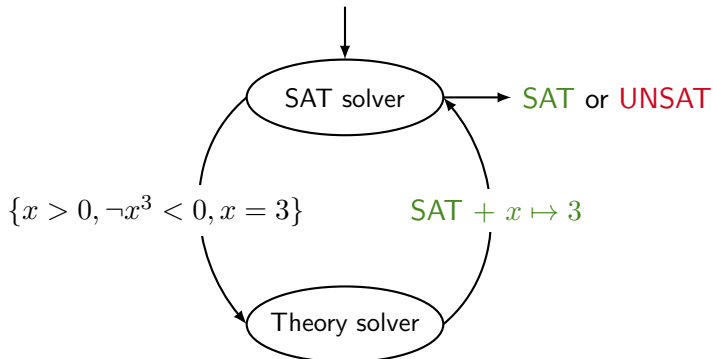 SAT solver
SAT or UNSAT
{x > 0, ¬x³ < 0, x = 3}
SAT + x ↦ 3
Theory solver